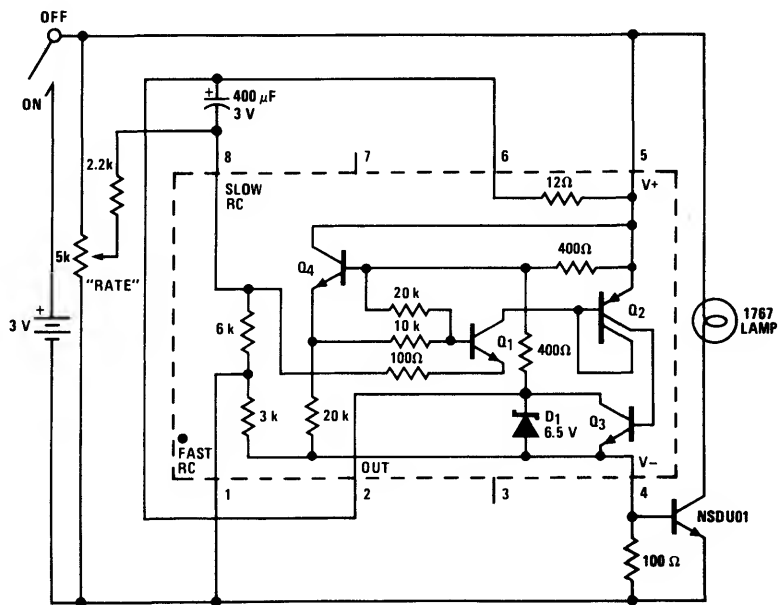 OFF
ON
+
400 μF
3 V
8
7
6
5
2.2k
SLOW
RC
12Ω
V+
5k
"RATE"
Q4
400Ω
20 k
Q2
1767
LAMP
+
3 V
6 k
10 k
Q1
100Ω
400Ω
3 k
20 k
D1
6.5 V
Q3
FAST
RC
OUT
V−
1
2
3
4
NSDU01
100 Ω